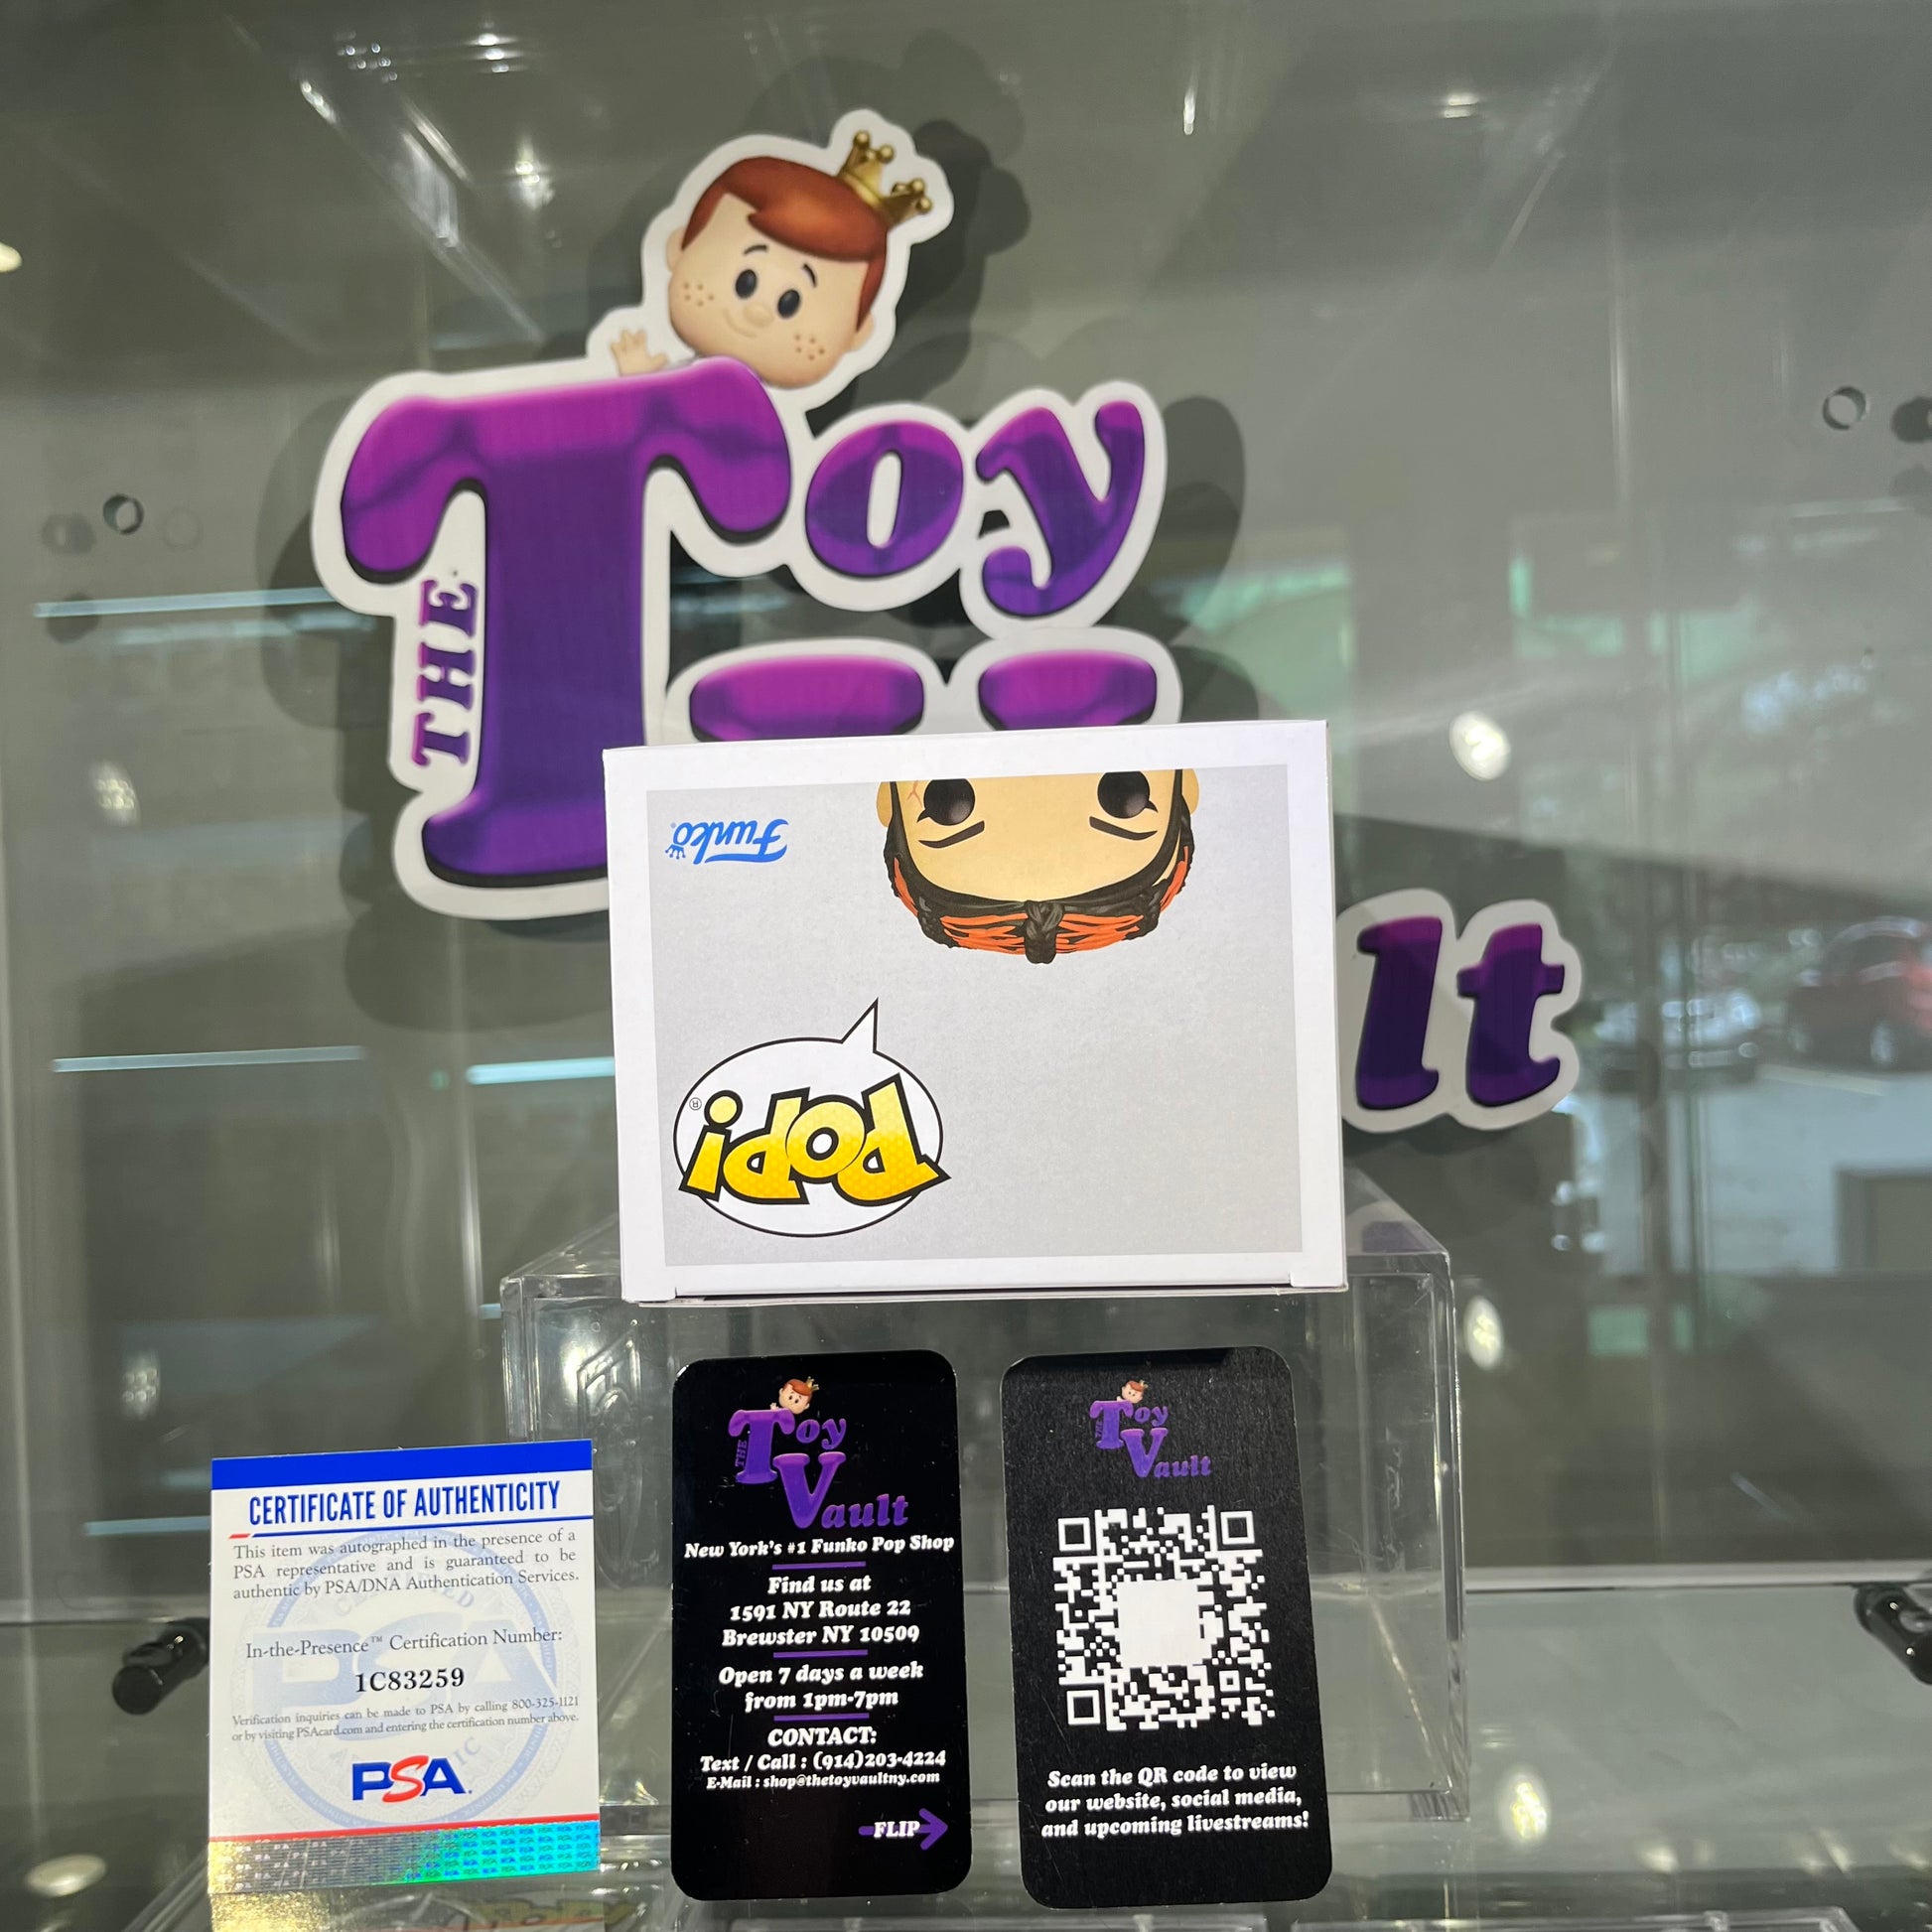 THE Toy
lt
Funko
POP! ®
CERTIFICATE OF AUTHENTICITY
This item was autographed in the presence of a
PSA representative and is guaranteed to be
authentic by PSA/DNA Authentication Services.
In-the-Presence™ Certification Number:
1C83259
Verification inquiries can be made to PSA by calling 800-325-1121
or by visiting PSAcard.com and entering the certification number above.
PSA
THE Toy
Vault
New York's #1 Funko Pop Shop
Find us at
1591 NY Route 22
Brewster NY 10509
Open 7 days a week
from 1pm-7pm
CONTACT:
Text / Call : (914)203-4224
E-Mail : shop@thetoyvaultny.com
FLIP
THE Toy
Vault
Scan the QR code to view
our website, social media,
and upcoming livestreams!